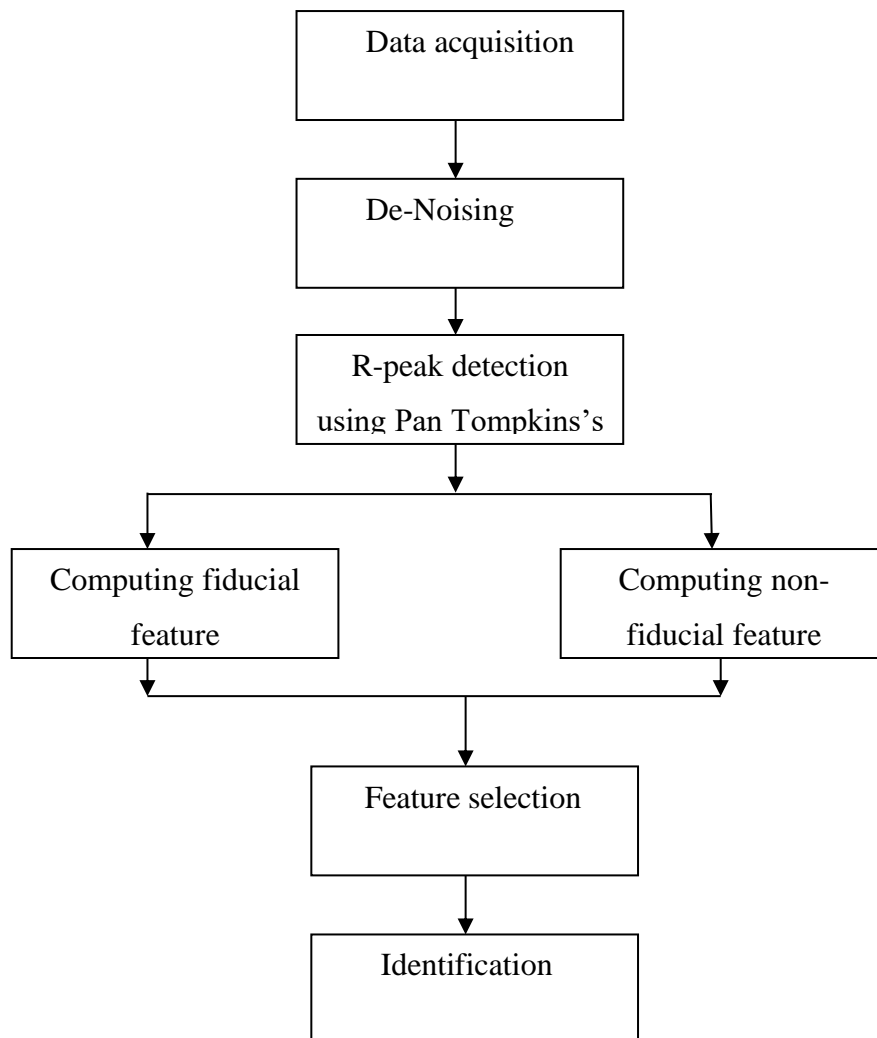 Data acquisition
De-Noising
R-peak detection
using Pan Tompkins’s
Computing fiducial
feature
Computing non-
fiducial feature
Feature selection
Identification